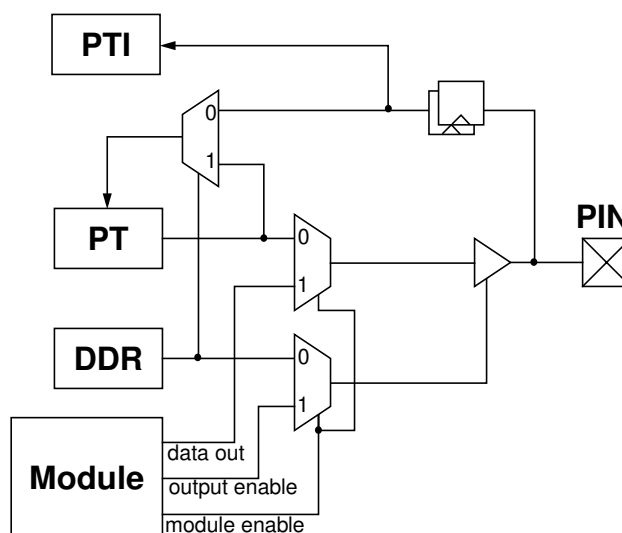 PTI
0
1
PT
PIN
0
1
DDR
0
1
Module
data out
output enable
module enable